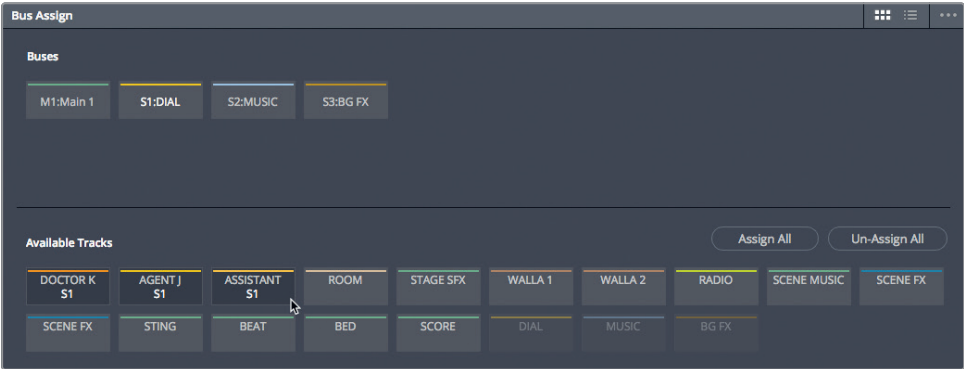 Bus Assign
Buses
M1:Main 1 S1:DIAL S2:MUSIC S3:BG FX
Available Tracks Assign All Un-Assign All
DOCTOR K AGENT J ASSISTANT ROOM STAGE SFX WALLA 1 WALLA 2 RADIO SCENE MUSIC SCENE FX
S1 S1 S1
SCENE FX STING BEAT BED SCORE DIAL MUSIC BG FX